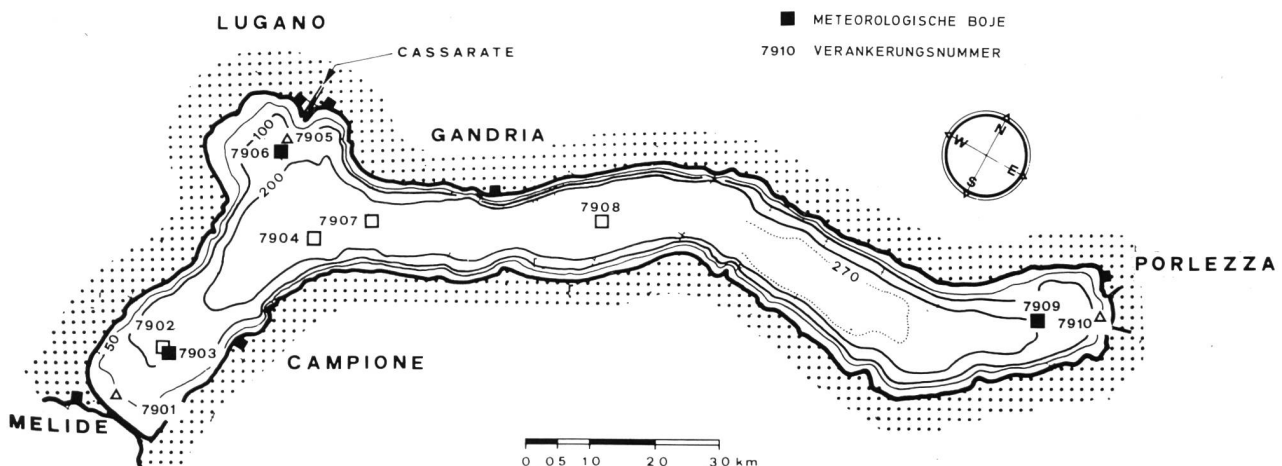 LUGANO
METEOROLOGISCHE BOJE
7910 VERANKERUNGSNUMMER
CASSARATE
GANDRIA
100
7905
7906
200
N
W
E
S
7907
7908
7904
270
PORLEZZA
7909
7910
7902
50
7903
CAMPIONE
7901
MELIDE
0 05 10 20 30 km